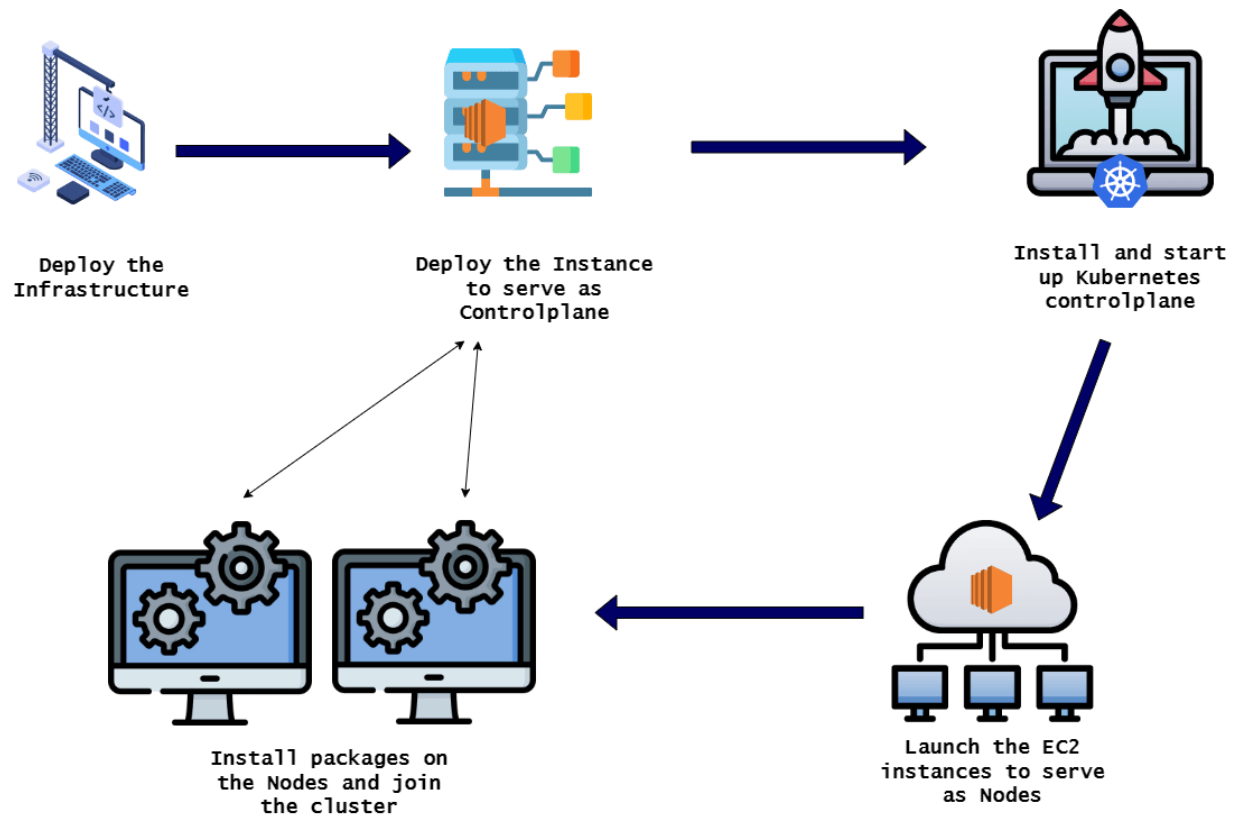 Deploy the
Infrastructure
Deploy the Instance
to serve as
Controlplane
Install and start
up Kubernetes
controlplane
Launch the EC2
instances to serve
as Nodes
Install packages on
the Nodes and join
the cluster